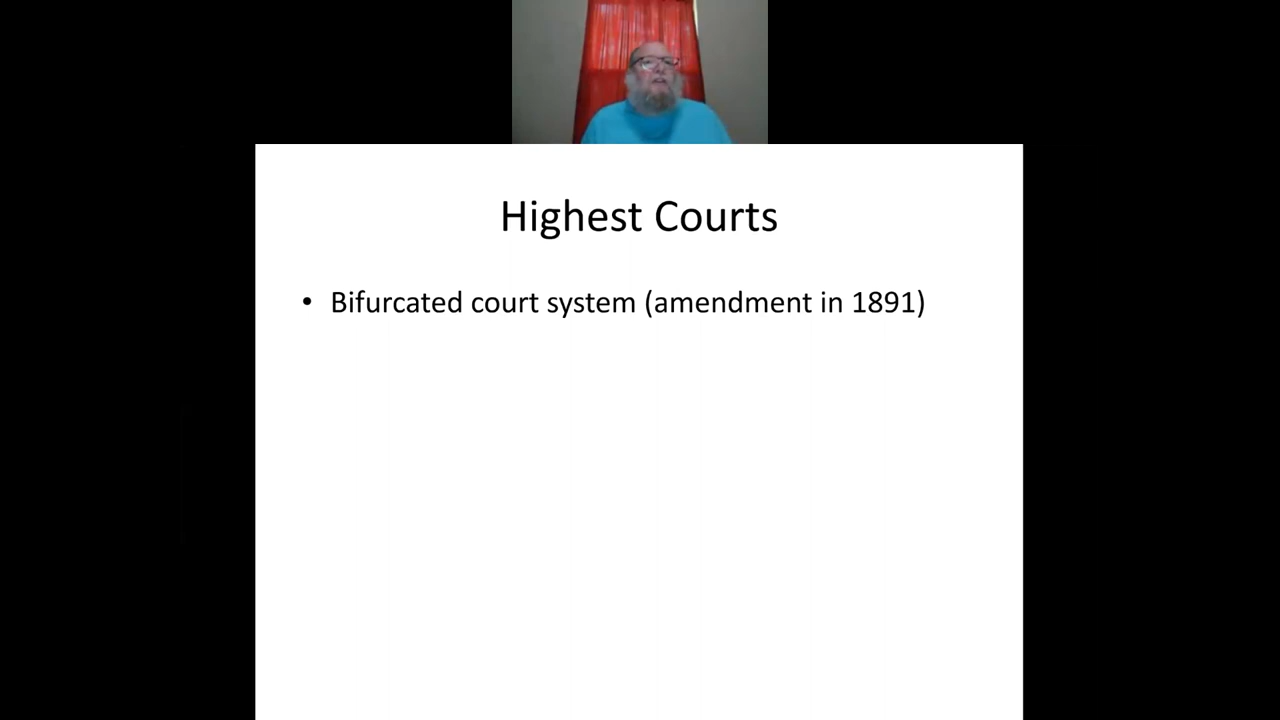 Highest Courts
• Bifurcated court system (amendment in 1891)